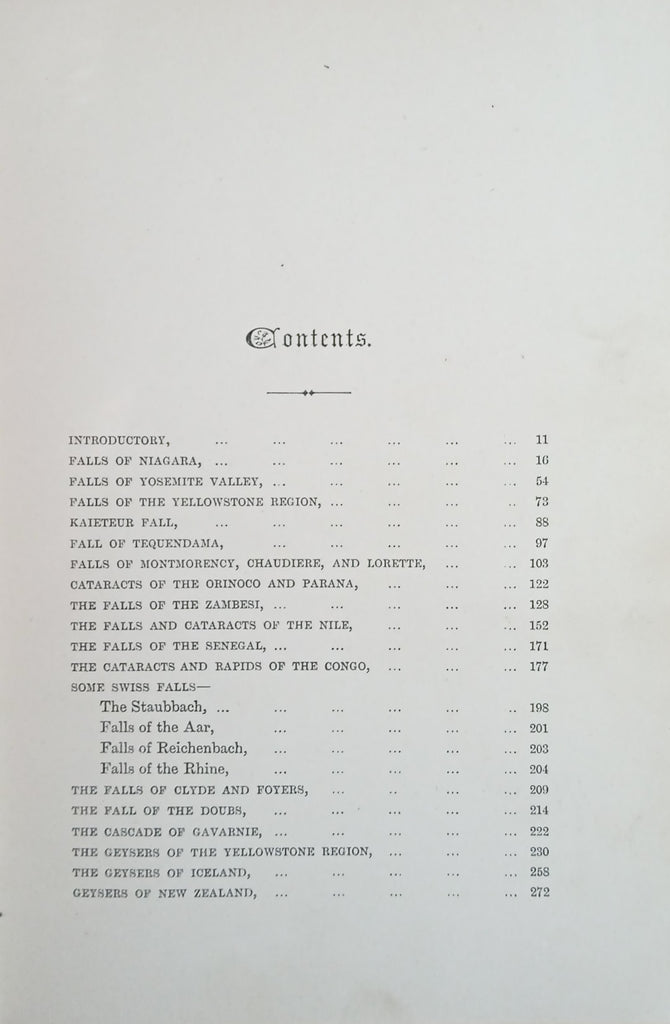 Contents.
INTRODUCTORY, ... ... ... ... ... ... 11
FALLS OF NIAGARA, ... ... ... ... ... ... 16
FALLS OF YOSEMITE VALLEY, ... ... ... ... ... 54
FALLS OF THE YELLOWSTONE REGION, ... ... ... .. 73
KAIETEUR FALL, ... ... ... ... ... ... 88
FALL OF TEQUENDAMA, ... ... ... ... ... 97
FALLS OF MONTMORENCY, CHAUDIERE, AND LORETTE, ... ... 103
CATARACTS OF THE ORINOCO AND PARANA, ... ... ... 122
THE FALLS OF THE ZAMBESI, ... ... ... ... ... 128
THE FALLS AND CATARACTS OF THE NILE, ... ... ... 152
THE FALLS OF THE SENEGAL, ... ... ... ... ... 171
THE CATARACTS AND RAPIDS OF THE CONGO, ... ... ... 177
SOME SWISS FALLS—
The Staubbach, ... ... ... ... ... .. 198
Falls of the Aar, ... ... ... ... ... 201
Falls of Reichenbach, ... ... ... ... ... 203
Falls of the Rhine, ... ... ... ... ... 204
THE FALLS OF CLYDE AND FOYERS, ... .. ... ... 209
THE FALL OF THE DOUBS, ... ... ... ... ... 214
THE CASCADE OF GAVARNIE, ... ... ... ... ... 222
THE GEYSERS OF THE YELLOWSTONE REGION, ... ... ... 230
THE GEYSERS OF ICELAND, ... ... ... ... ... 258
GEYSERS OF NEW ZEALAND, ... ... ... ... ... 272